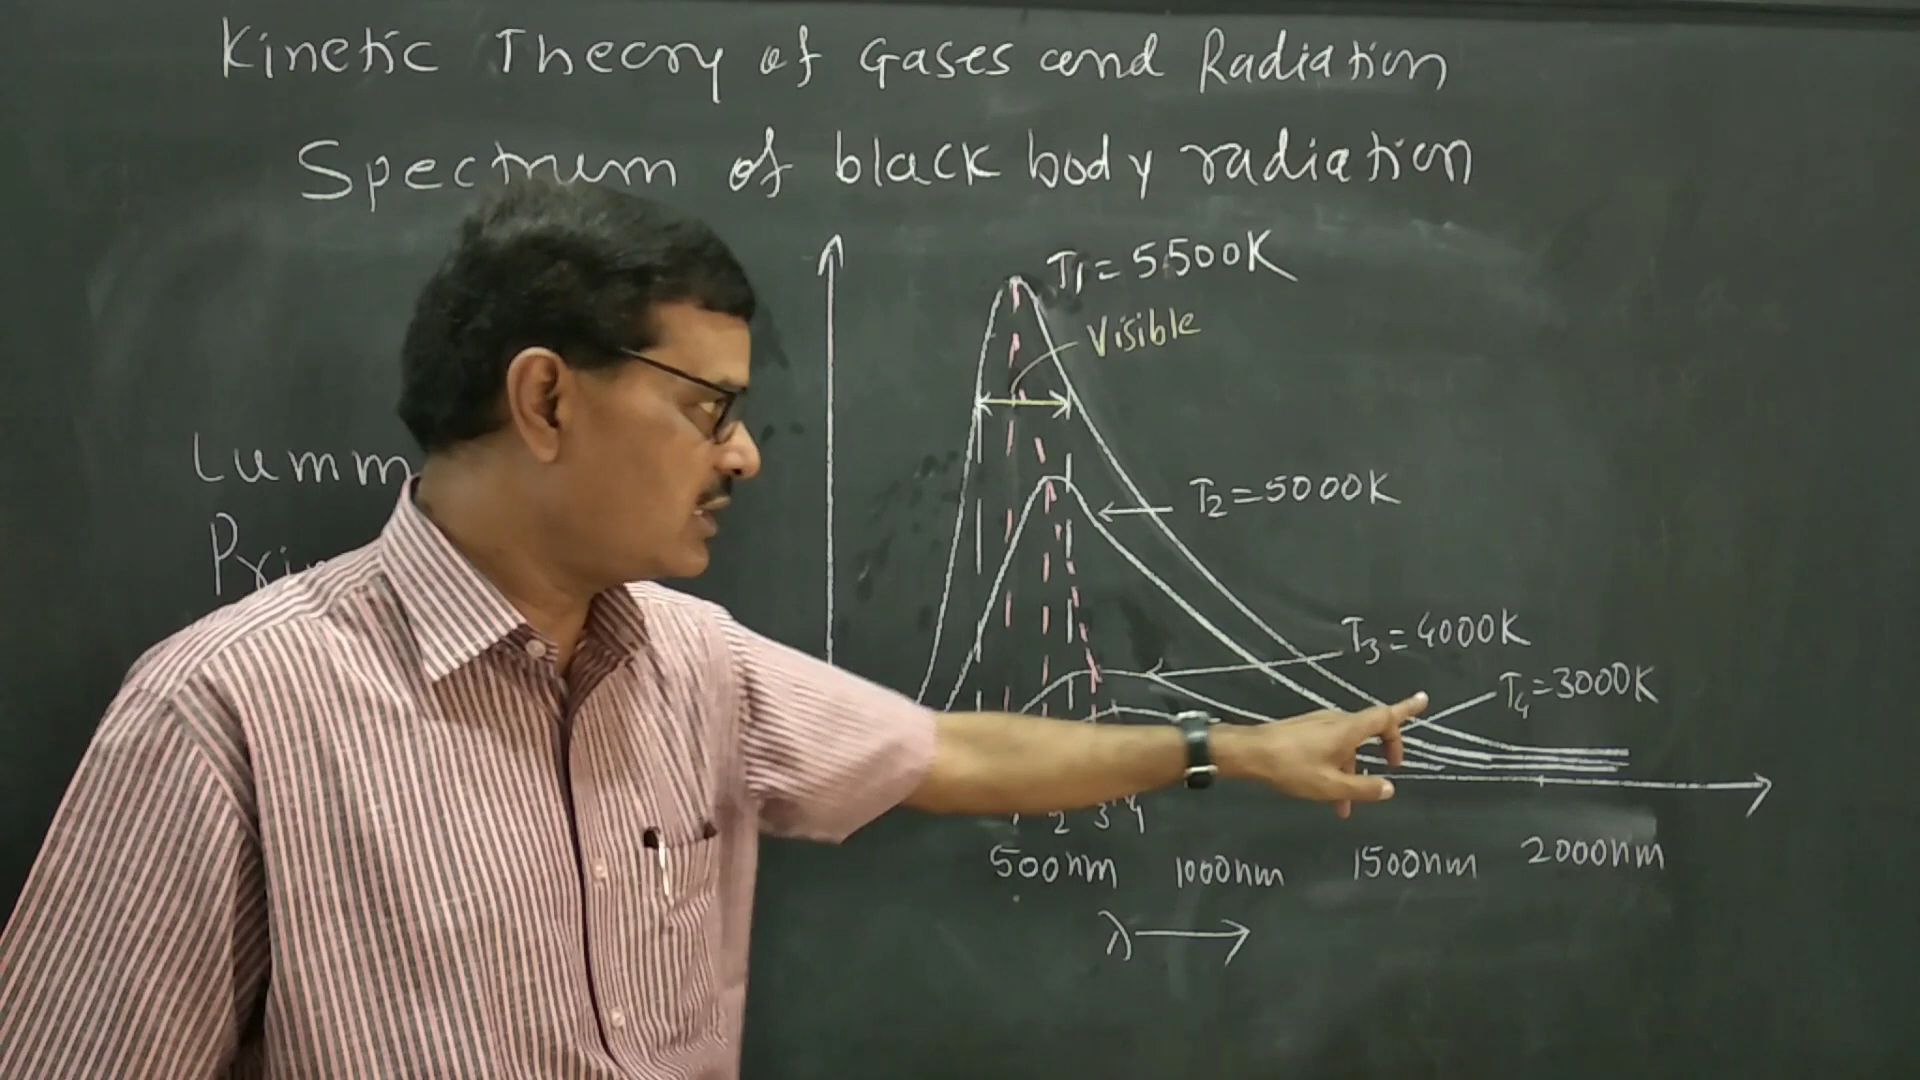 Kinetic Theory of Gases and Radiation
Spectrum of black body radiation
T1 = 5500K
Visible
T2 = 5000K
T3 = 4000K
T4 = 3000K
1 2 3 4
500nm 1000nm 1500nm 2000nm
λ